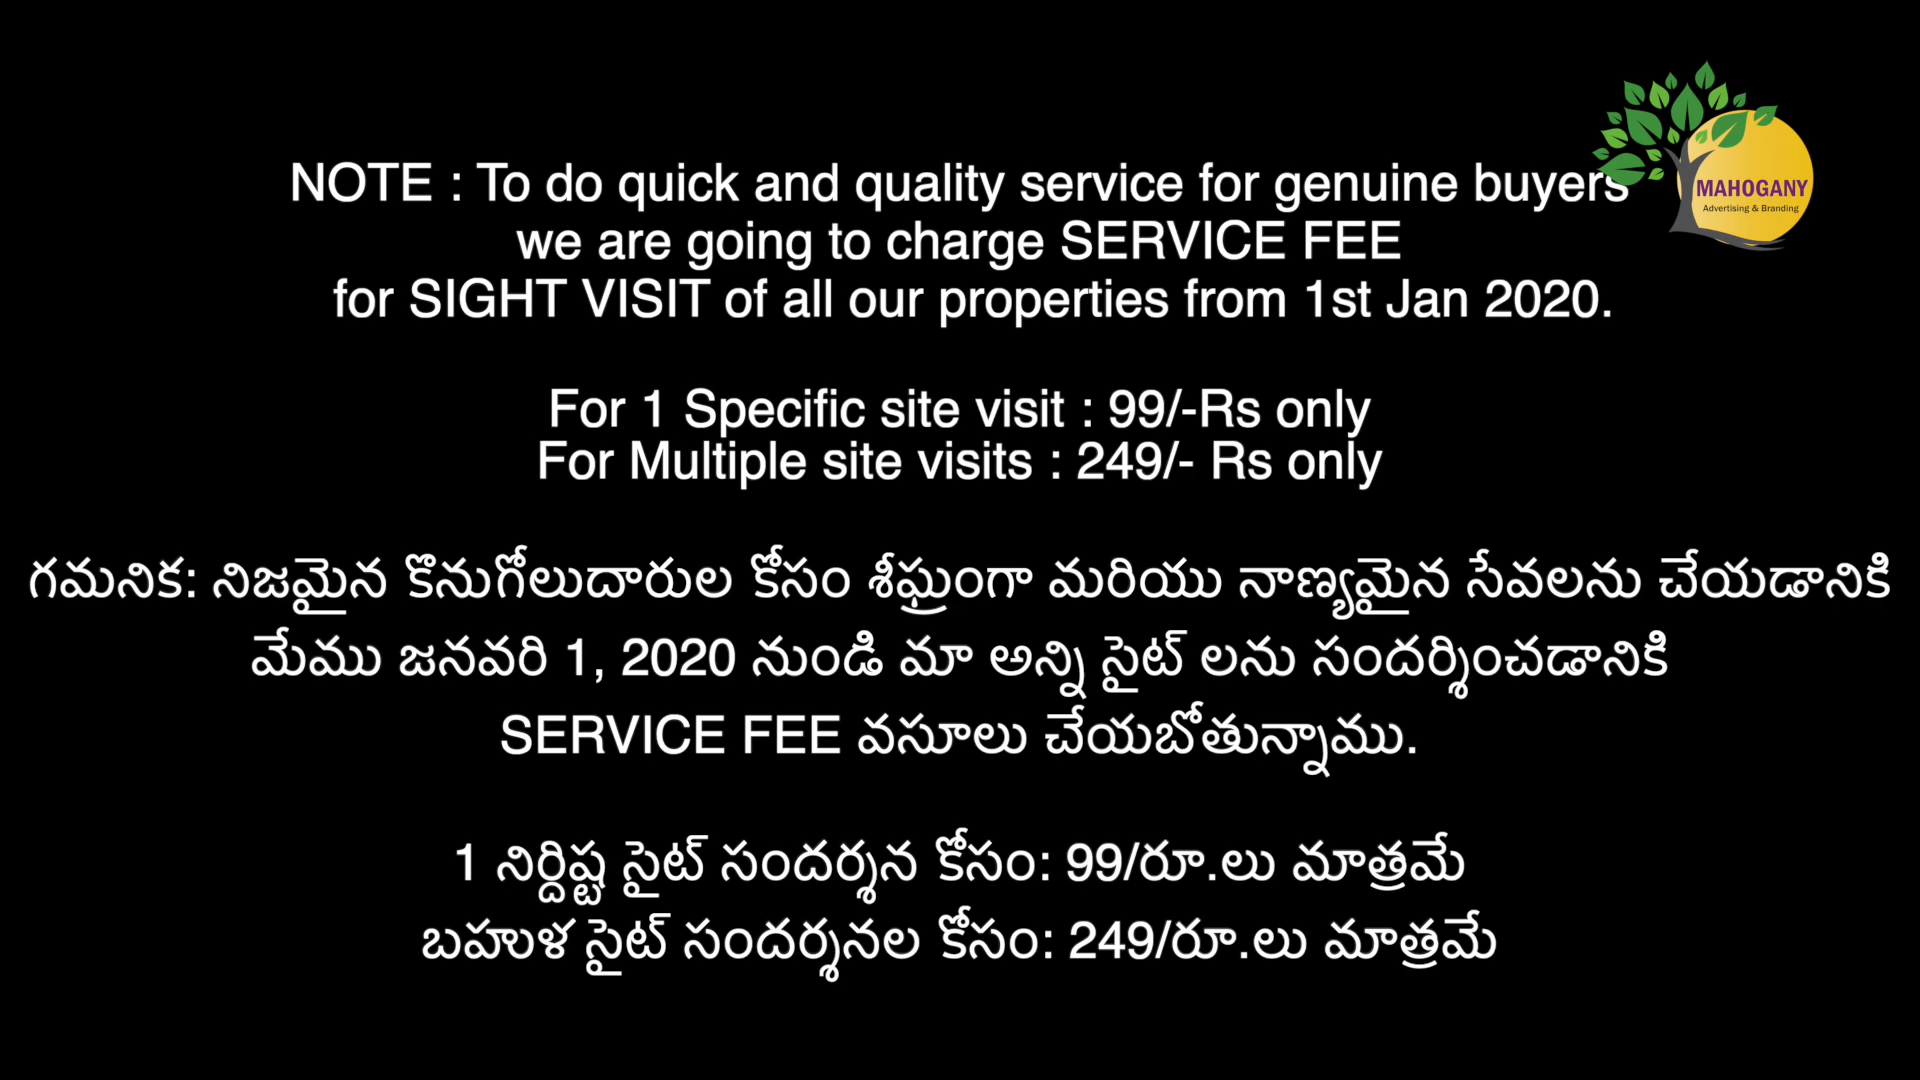 NOTE : To do quick and quality service for genuine buyers
we are going to charge SERVICE FEE
for SIGHT VISIT of all our properties from 1st Jan 2020.
MAHOGANY
Advertising & Branding
For 1 Specific site visit : 99/-Rs only
For Multiple site visits : 249/- Rs only
గమనిక: నిజమైన కొనుగోలుదారుల కోసం శీఘ్రంగా మరియు నాణ్యమైన సేవలను చేయడానికి
మేము జనవరి 1, 2020 నుండి మా అన్ని సైట్ లను సందర్శించడానికి
SERVICE FEE వసూలు చేయబోతున్నాము.
1 నిర్దిష్ట సైట్ సందర్శన కోసం: 99/రూ.లు మాత్రమే
బహుళ సైట్ సందర్శనల కోసం: 249/రూ.లు మాత్రమే